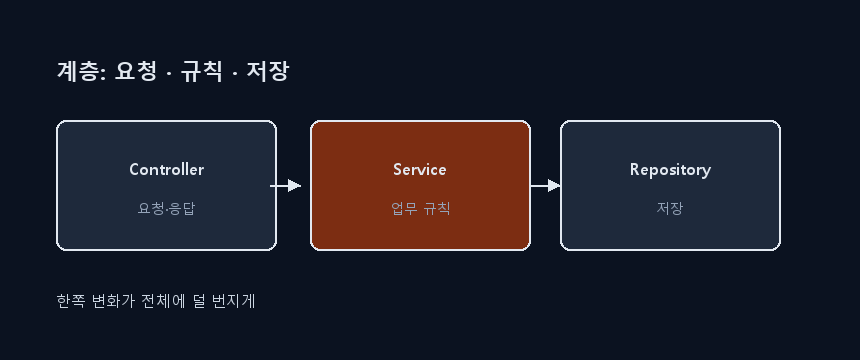 계층: 요청 · 규칙 · 저장
Controller
요청·응답
Service
업무 규칙
Repository
저장
한쪽 변화가 전체에 덜 번지게